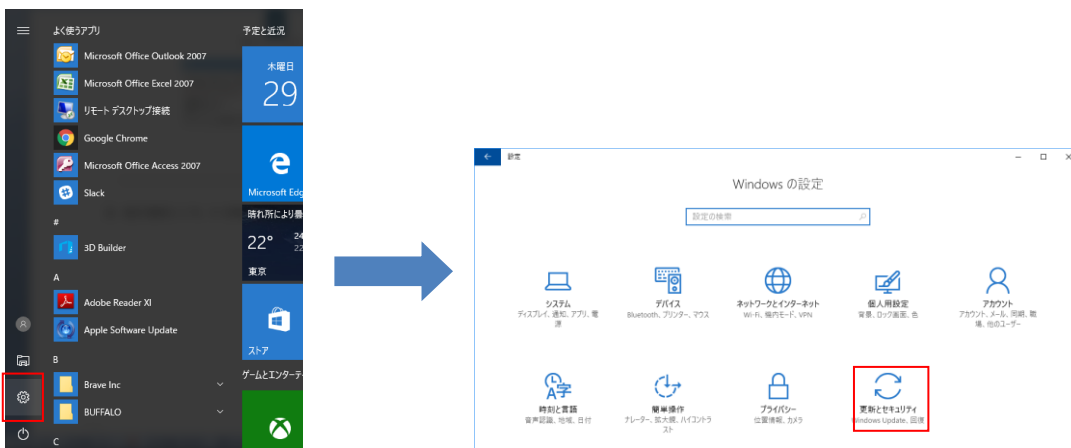 よく使うアプリ
Microsoft Office Outlook 2007
Microsoft Office Excel 2007
リモート デスクトップ接続
Google Chrome
Microsoft Office Access 2007
Slack
#
3D Builder
A
Adobe Reader XI
Apple Software Update
B
Brave Inc
BUFFALO
C
予定と近況
木曜日
29
Microsoft Edg
晴れ所により曇
22°
24
22
東京
ストア
ゲームとエンターテ
設定
Windows の設定
設定の検索
システム
ディスプレイ、通知、アプリ、電
源
デバイス
Bluetooth、プリンター、マウス
ネットワークとインターネット
Wi-Fi、機内モード、VPN
個人用設定
背景、ロック画面、色
アカウント
アカウント、メール、同期、職
場、他のユーザー
A字
時刻と言語
音声認識、地域、日付
簡単操作
ナレーター、拡大鏡、ハイコントラ
スト
プライバシー
位置情報、カメラ
更新とセキュリティ
Windows Update、回復